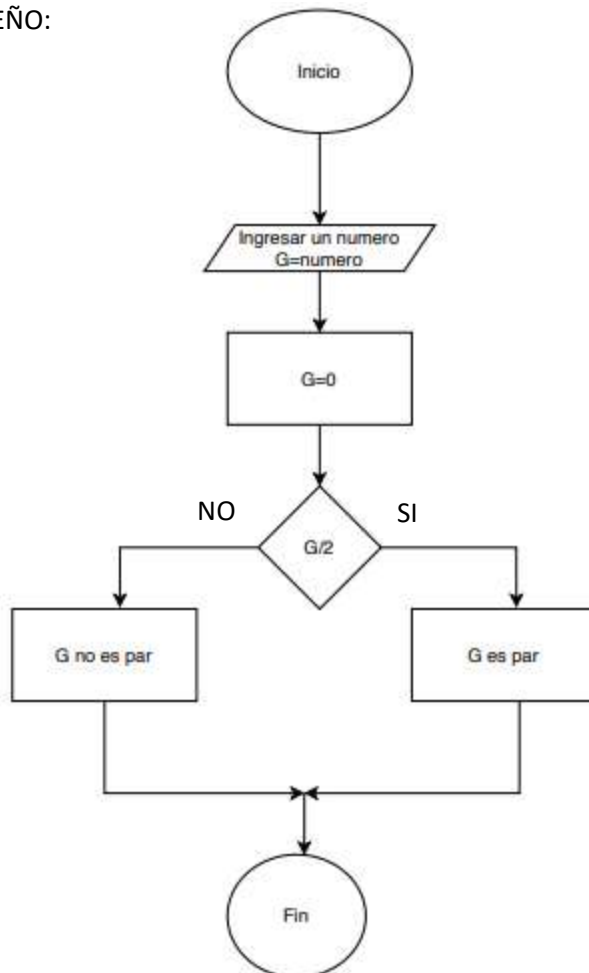 EÑO:
Inicio
Ingresar un numero
G=numero
G=0
NO
SI
G/2
G no es par
G es par
Fin